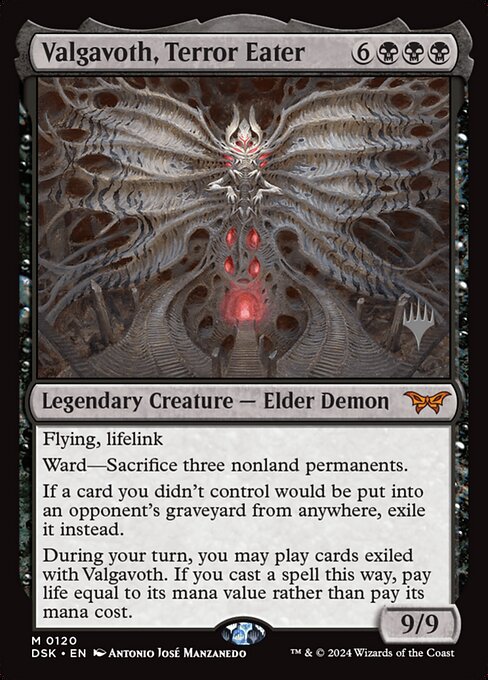 Valgavoth, Terror Eater 6
Legendary Creature — Elder Demon
Flying, lifelink
Ward—Sacrifice three nonland permanents.
If a card you didn't control would be put into
an opponent's graveyard from anywhere, exile
it instead.
During your turn, you may play cards exiled
with Valgavoth. If you cast a spell this way, pay
life equal to its mana value rather than pay its
mana cost.
9/9
M 0120
DSK • EN Antonio José Manzanedo
™ & © 2024 Wizards of the Coast